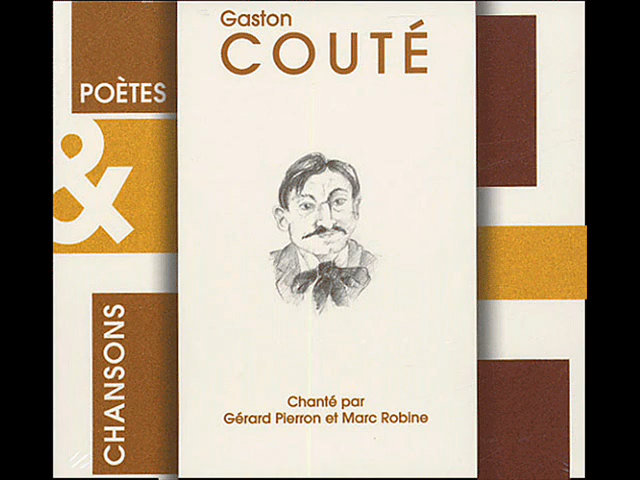 Gaston
COUTÉ
POÈTES
&
CHANSONS
Chanté par
Gérard Pierron et Marc Robine